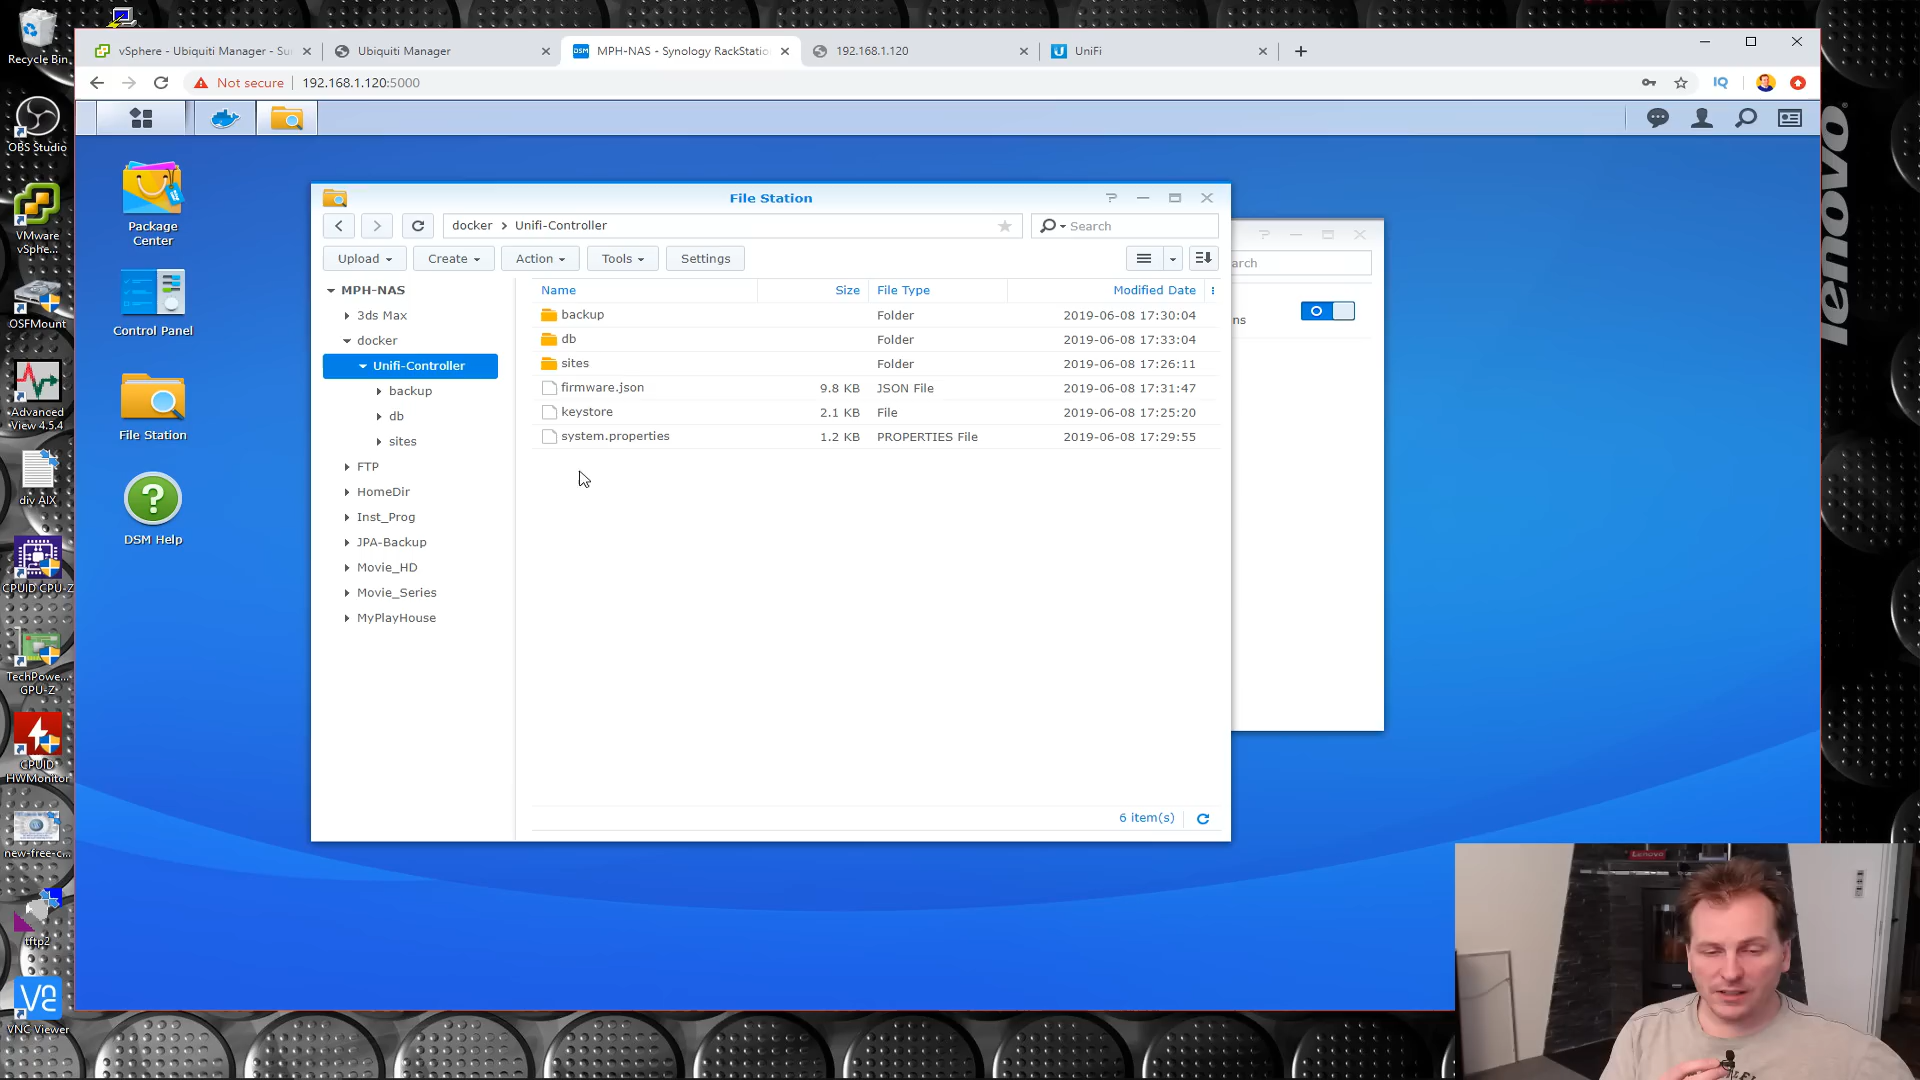 Recycle Bin
vSphere - Ubiquiti Manager - Su
Ubiquiti Manager
MPH-NAS - Synology RackStatio
192.168.1.120
UniFi
Not secure
192.168.1.120:5000
IQ
OBS Studio
VMware
vSphe...
OSFMount
Advanced
View 4.5.4
div AIX
CPUID CPU-Z
TechPowe...
GPU-Z
CPUID
HWMonitor
new-free-c...
tftp2
VNC Viewer
Package
Center
Control Panel
File Station
DSM Help
File Station
docker
Unifi-Controller
Search
Upload
Create
Action
Tools
Settings
MPH-NAS
3ds Max
docker
Unifi-Controller
backup
db
sites
FTP
HomeDir
Inst_Prog
JPA-Backup
Movie_HD
Movie_Series
MyPlayHouse
Name Size File Type Modified Date
backup Folder 2019-06-08 17:30:04
db Folder 2019-06-08 17:33:04
sites Folder 2019-06-08 17:26:11
firmware.json 9.8 KB JSON File 2019-06-08 17:31:47
keystore 2.1 KB File 2019-06-08 17:25:20
system.properties 1.2 KB PROPERTIES File 2019-06-08 17:29:55
6 item(s)
arch
ns
lenovo
Lenovo